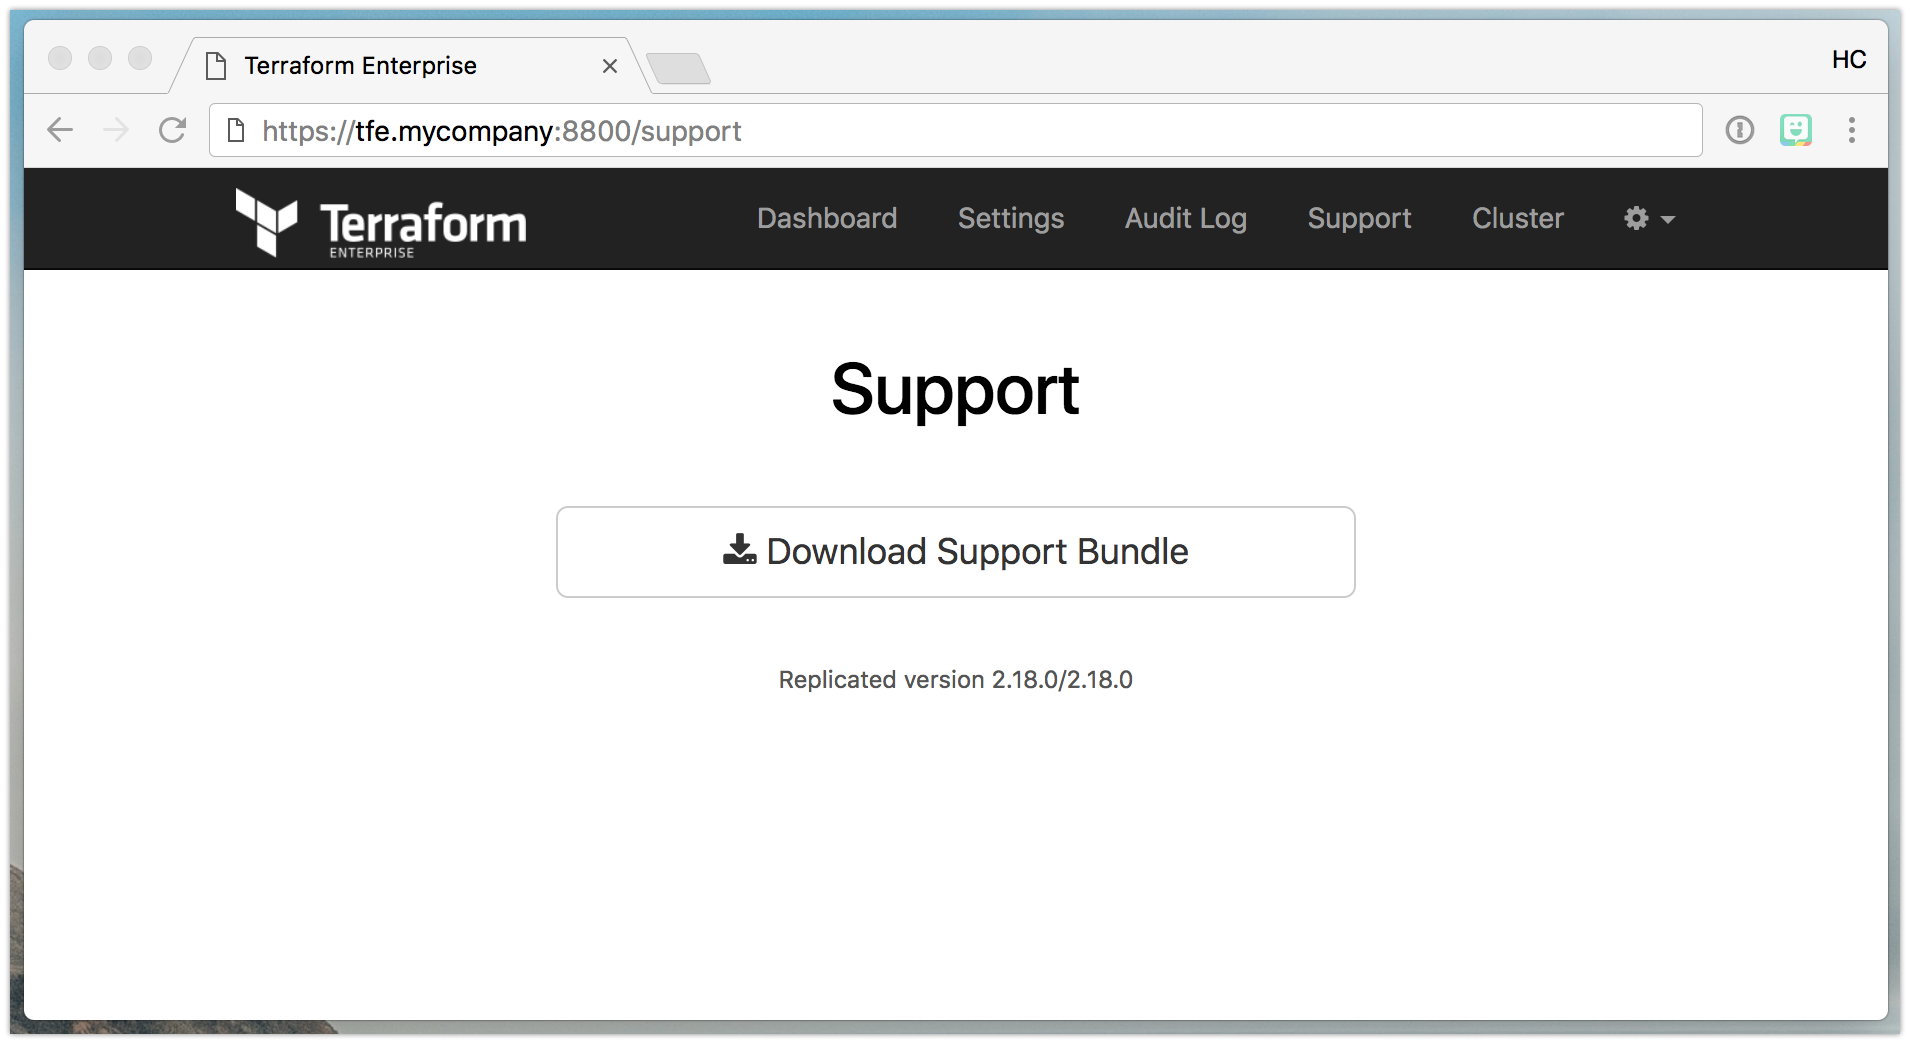 Terraform Enterprise
HC
https://tfe.mycompany:8800/support
Terraform
ENTERPRISE
Dashboard Settings Audit Log Support Cluster
Support
Download Support Bundle
Replicated version 2.18.0/2.18.0